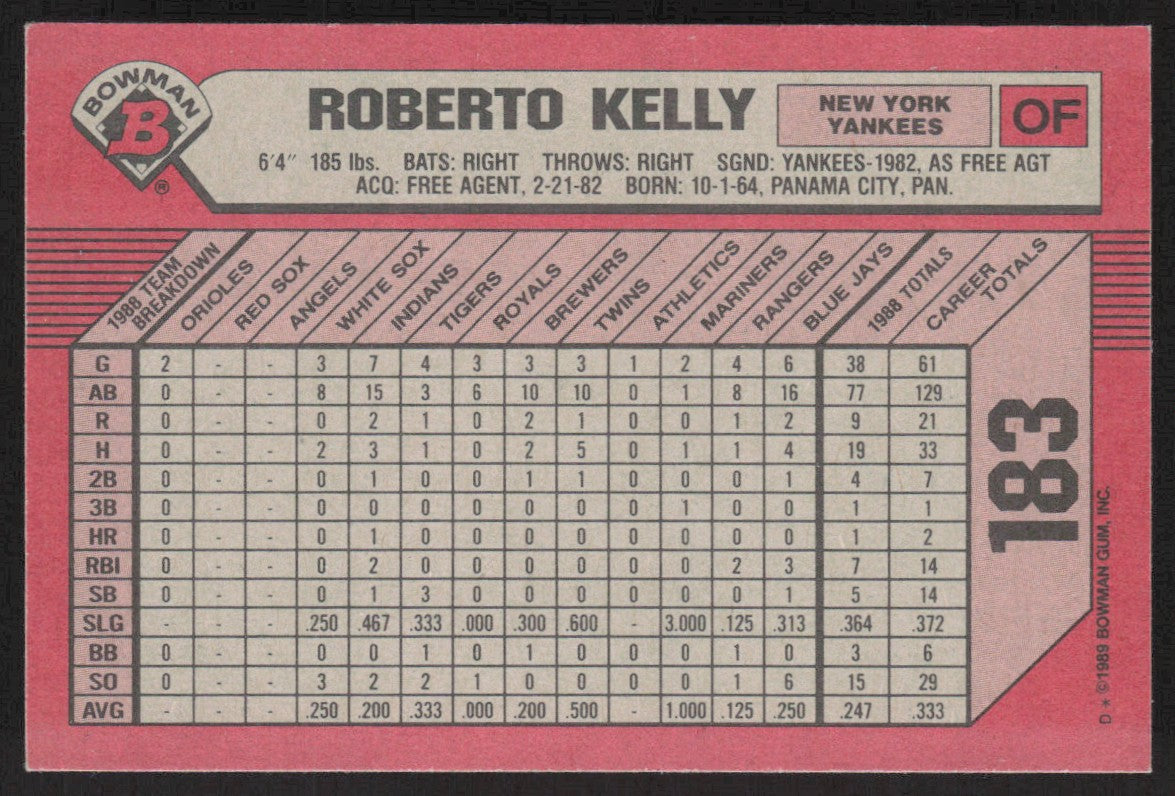 BOWMAN
B
®
ROBERTO KELLY
NEW YORK
YANKEES
OF
6'4" 185 lbs. BATS: RIGHT THROWS: RIGHT SGND: YANKEES-1982, AS FREE AGT
ACQ: FREE AGENT, 2-21-82 BORN: 10-1-64, PANAMA CITY, PAN.
1988 TEAM BREAKDOWN ORIOLES RED SOX ANGELS WHITE SOX INDIANS TIGERS ROYALS BREWERS TWINS ATHLETICS MARINERS RANGERS BLUE JAYS 1988 TOTALS CAREER TOTALS
G 2 - - 3 7 4 3 3 3 1 2 4 6 38 61
AB 0 - - 8 15 3 6 10 10 0 1 8 16 77 129
R 0 - - 0 2 1 0 2 1 0 0 1 2 9 21
H 0 - - 2 3 1 0 2 5 0 1 1 4 19 33
2B 0 - - 0 1 0 0 1 1 0 0 0 1 4 7
3B 0 - - 0 0 0 0 0 0 0 1 0 0 1 1
HR 0 - - 0 1 0 0 0 0 0 0 0 0 1 2
RBI 0 - - 0 2 0 0 0 0 0 0 2 3 7 14
SB 0 - - 0 1 3 0 0 0 0 0 0 1 5 14
SLG - - - .250 .467 .333 .000 .300 .600 - 3.000 .125 .313 .364 .372
BB 0 - - 0 0 1 0 1 0 0 0 1 0 3 6
SO 0 - - 3 2 2 1 0 0 0 0 1 6 15 29
AVG - - - .250 .200 .333 .000 .200 .500 - 1.000 .125 .250 .247 .333
183
D * ©1989 BOWMAN GUM, INC.